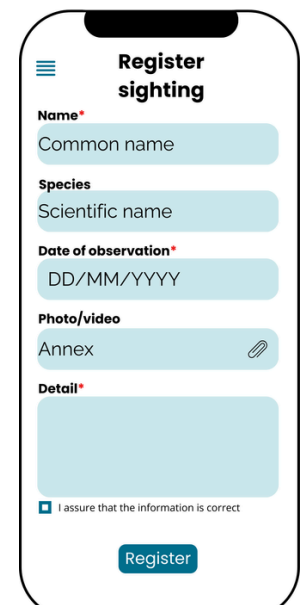 Register
sighting
Name*
Common name
Species
Scientific name
Date of observation*
DD/MM/YYYY
Photo/video
Annex
Detail*
I assure that the information is correct
Register